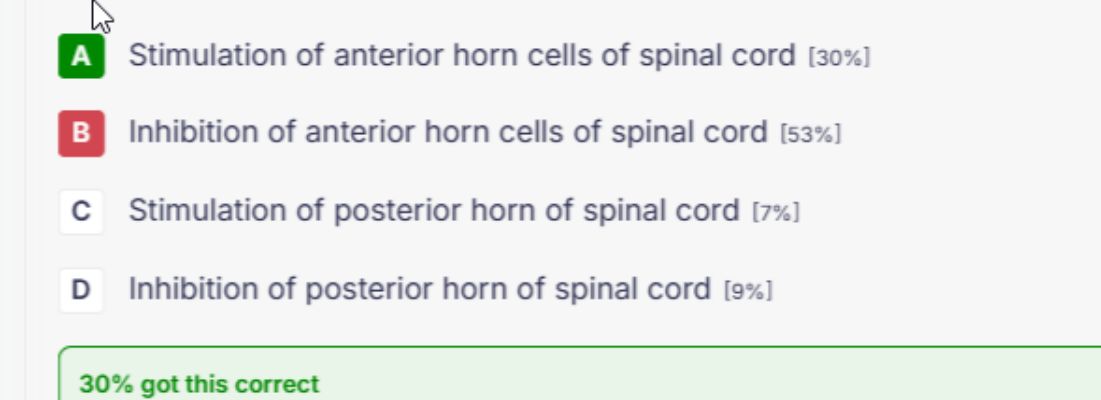 A Stimulation of anterior horn cells of spinal cord [30%]
B Inhibition of anterior horn cells of spinal cord [53%]
C Stimulation of posterior horn of spinal cord [7%]
D Inhibition of posterior horn of spinal cord [9%]
30% got this correct